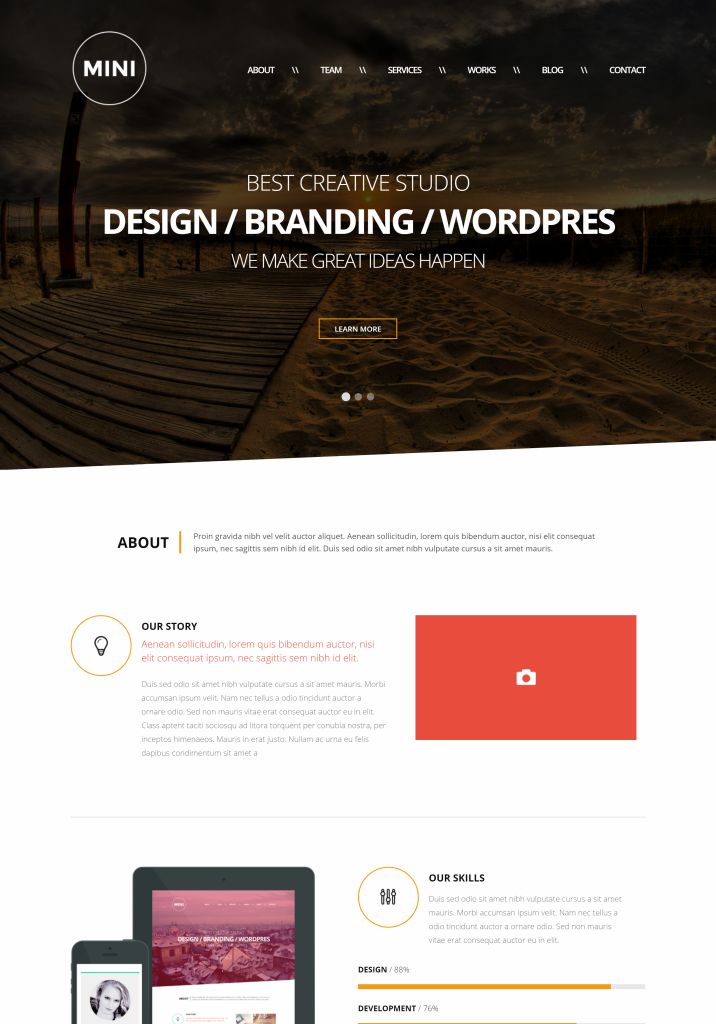 MINI
ABOUT \\ TEAM \\ SERVICES \\ WORKS \\ BLOG \\ CONTACT
BEST CREATIVE STUDIO
DESIGN / BRANDING / WORDPRES
WE MAKE GREAT IDEAS HAPPEN
LEARN MORE
ABOUT
Proin gravida nibh vel velit auctor aliquet. Aenean sollicitudin, lorem quis bibendum auctor, nisi elit consequat
ipsum, nec sagittis sem nibh id elit. Duis sed odio sit amet nibh vulputate cursus a sit amet mauris.
OUR STORY
Aenean sollicitudin, lorem quis bibendum auctor, nisi
elit consequat ipsum, nec sagittis sem nibh id elit.
Duis sed odio sit amet nibh vulputate cursus a sit amet mauris. Morbi
accumsan ipsum velit. Nam nec tellus a odio tincidunt auctor a
ornare odio. Sed non mauris vitae erat consequat auctor eu in elit.
Class aptent taciti sociosqu ad litora torquent per conubia nostra, per
inceptos himenaeos. Mauris in erat justo. Nullam ac urna eu felis
dapibus condimentum sit amet a
MINI
DESIGN / BRANDING / WORDPRES
ABOUT
OUR SKILLS
Duis sed odio sit amet nibh vulputate cursus a sit amet
mauris. Morbi accumsan ipsum velit. Nam nec tellus a
odio tincidunt auctor a ornare odio. Sed non mauris
vitae erat consequat auctor eu in elit.
DESIGN / 88%
DEVELOPMENT / 76%